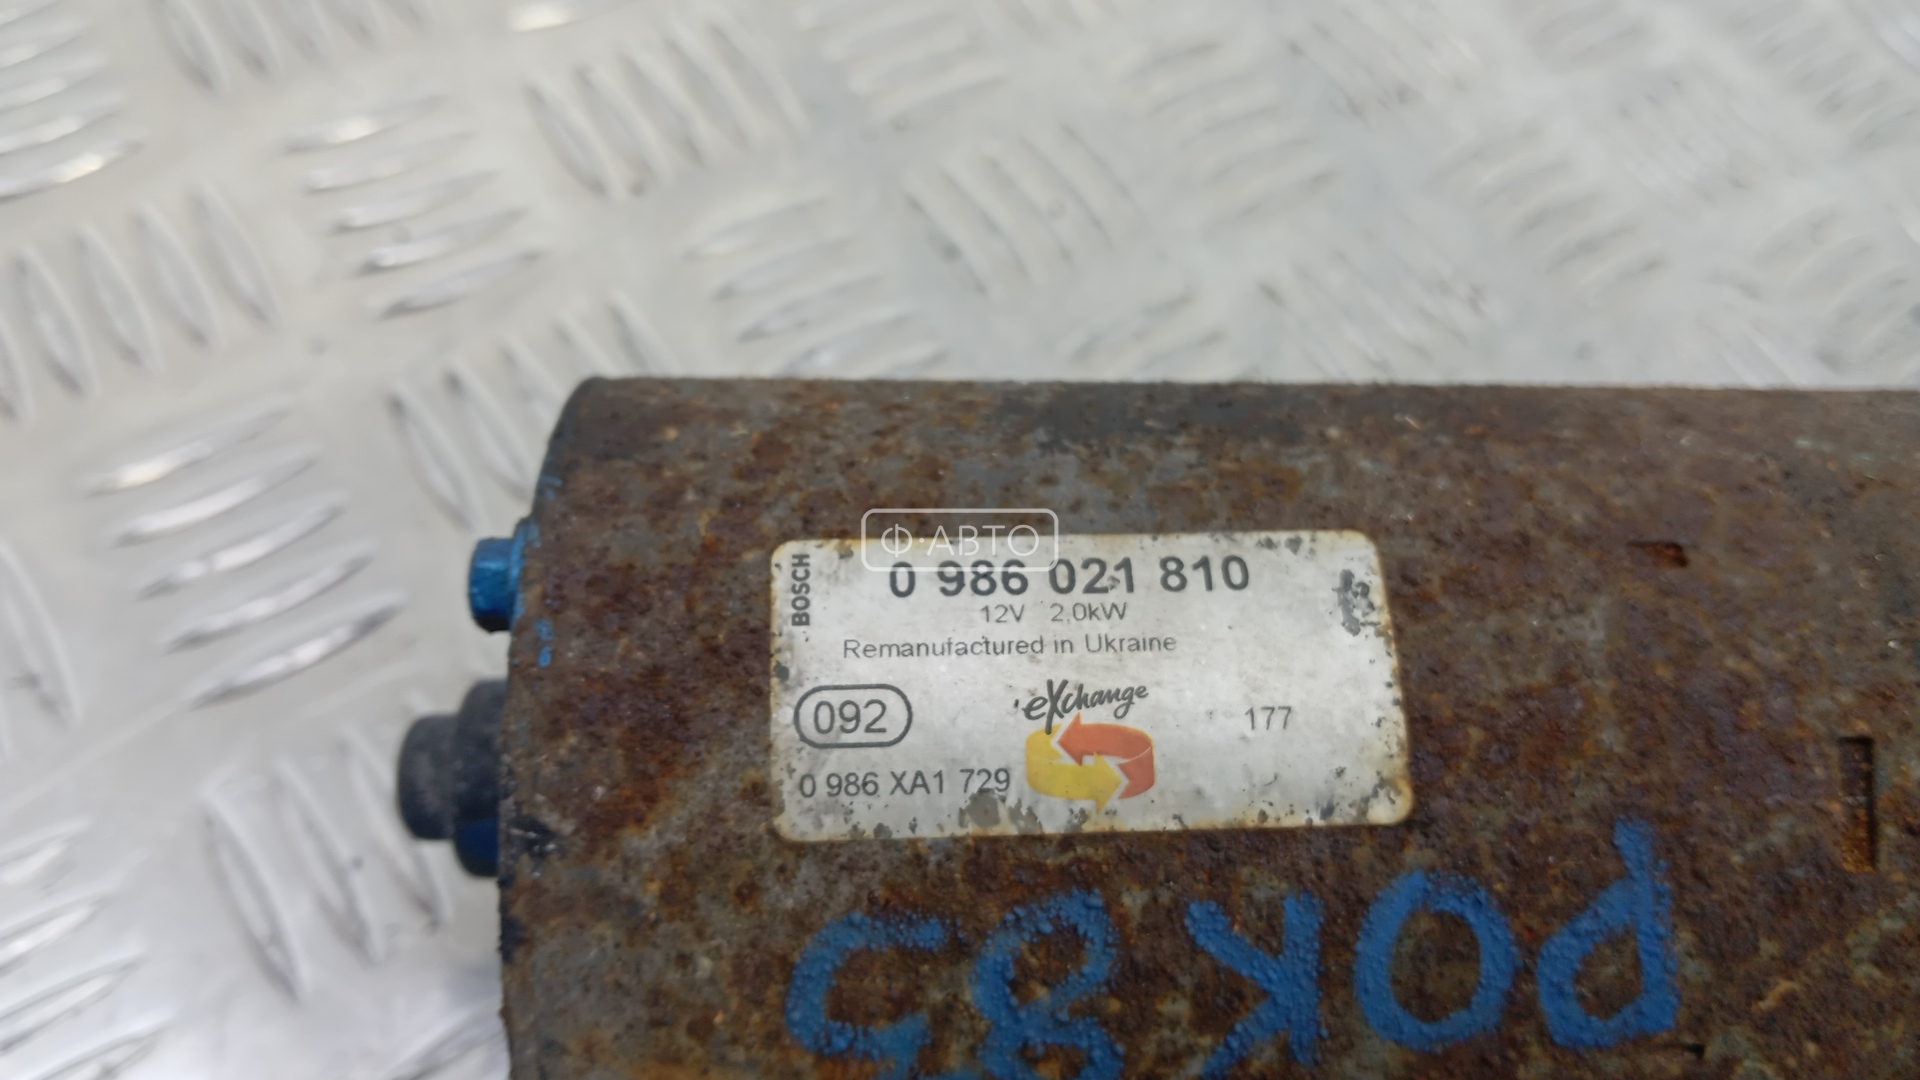 Ф·АВТО
BOSCH
0 986 021 810
12V 2.0kW
Remanufactured in Ukraine
092
eXchange
177
0 986 XA1 729